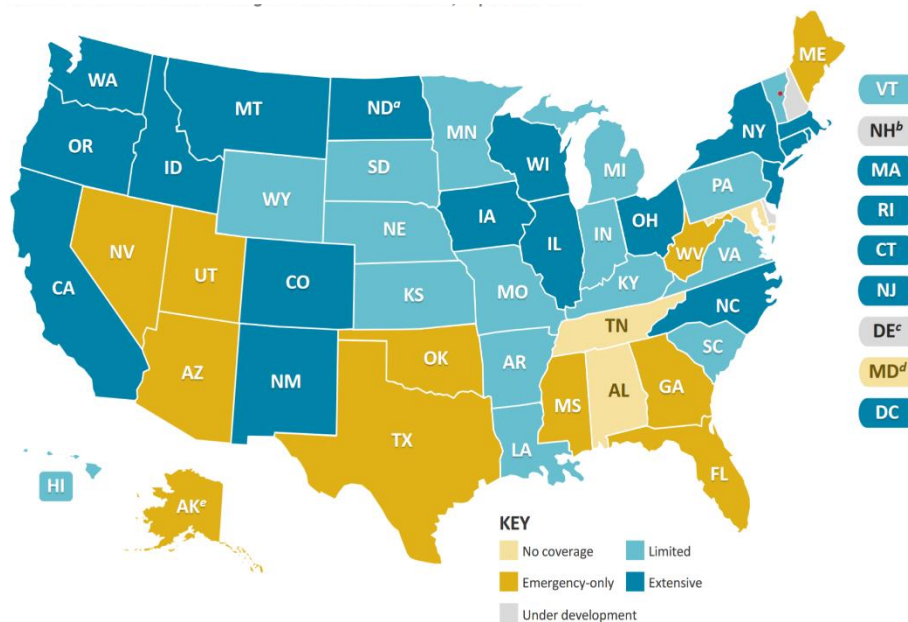 ME
WA
MT
ND^a
MN
VT
NH^b
MA
RI
CT
NJ
DE^c
MD^d
DC
OR
ID
WY
SD
WI
MI
NY
NE
IA
PA
NV
UT
CO
KS
IL
IN
OH
WV
VA
CA
MO
KY
NC
AZ
NM
OK
AR
TN
SC
TX
LA
MS
AL
GA
FL
HI
AK^e
KEY
No coverage
Limited
Emergency-only
Extensive
Under development